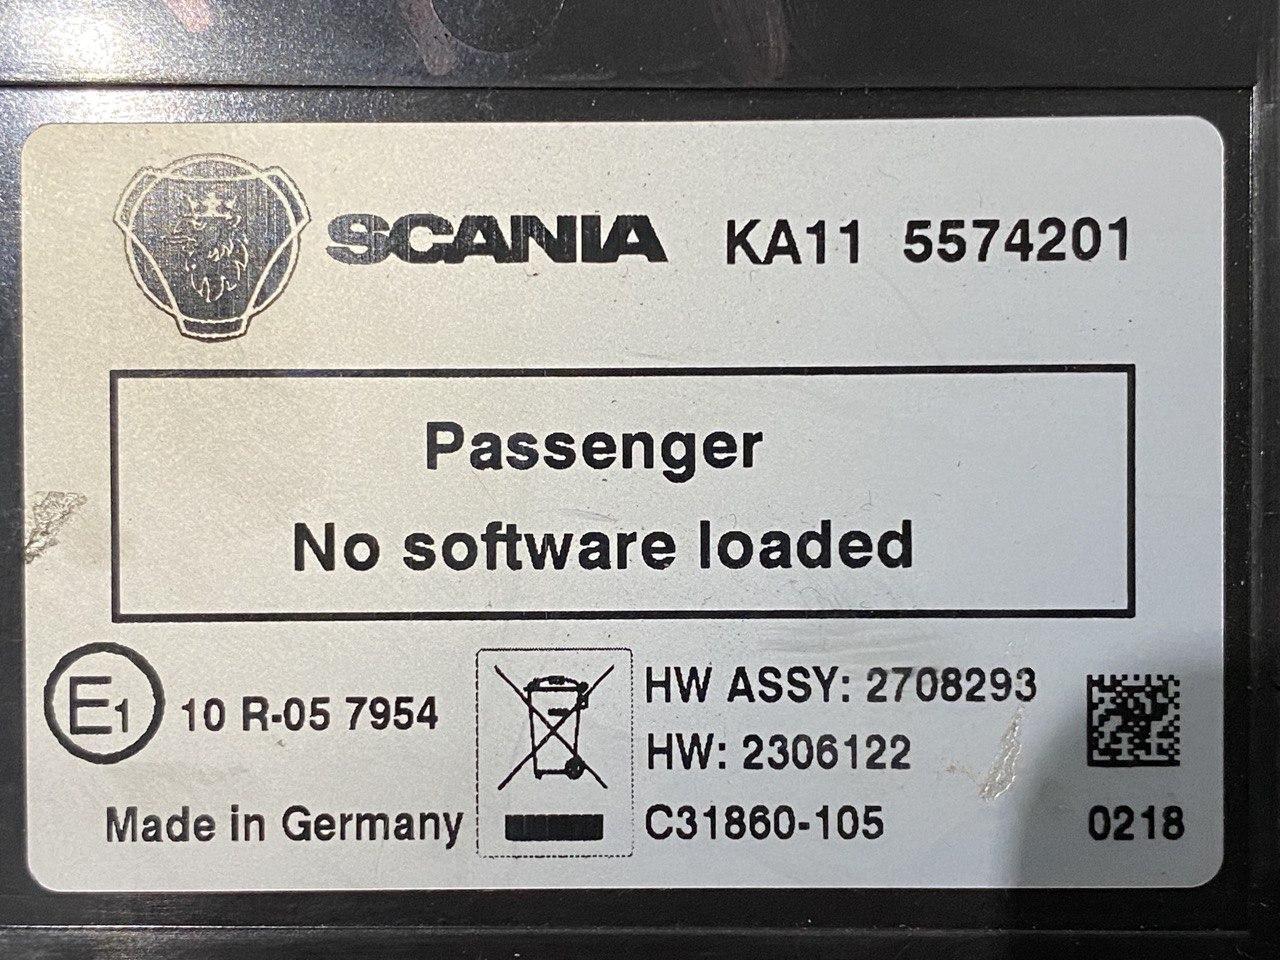 SCANIA KA11 5574201
Passenger
No software loaded
E1 10 R-05 7954
HW ASSY: 2708293
HW: 2306122
Made in Germany
C31860-105
0218